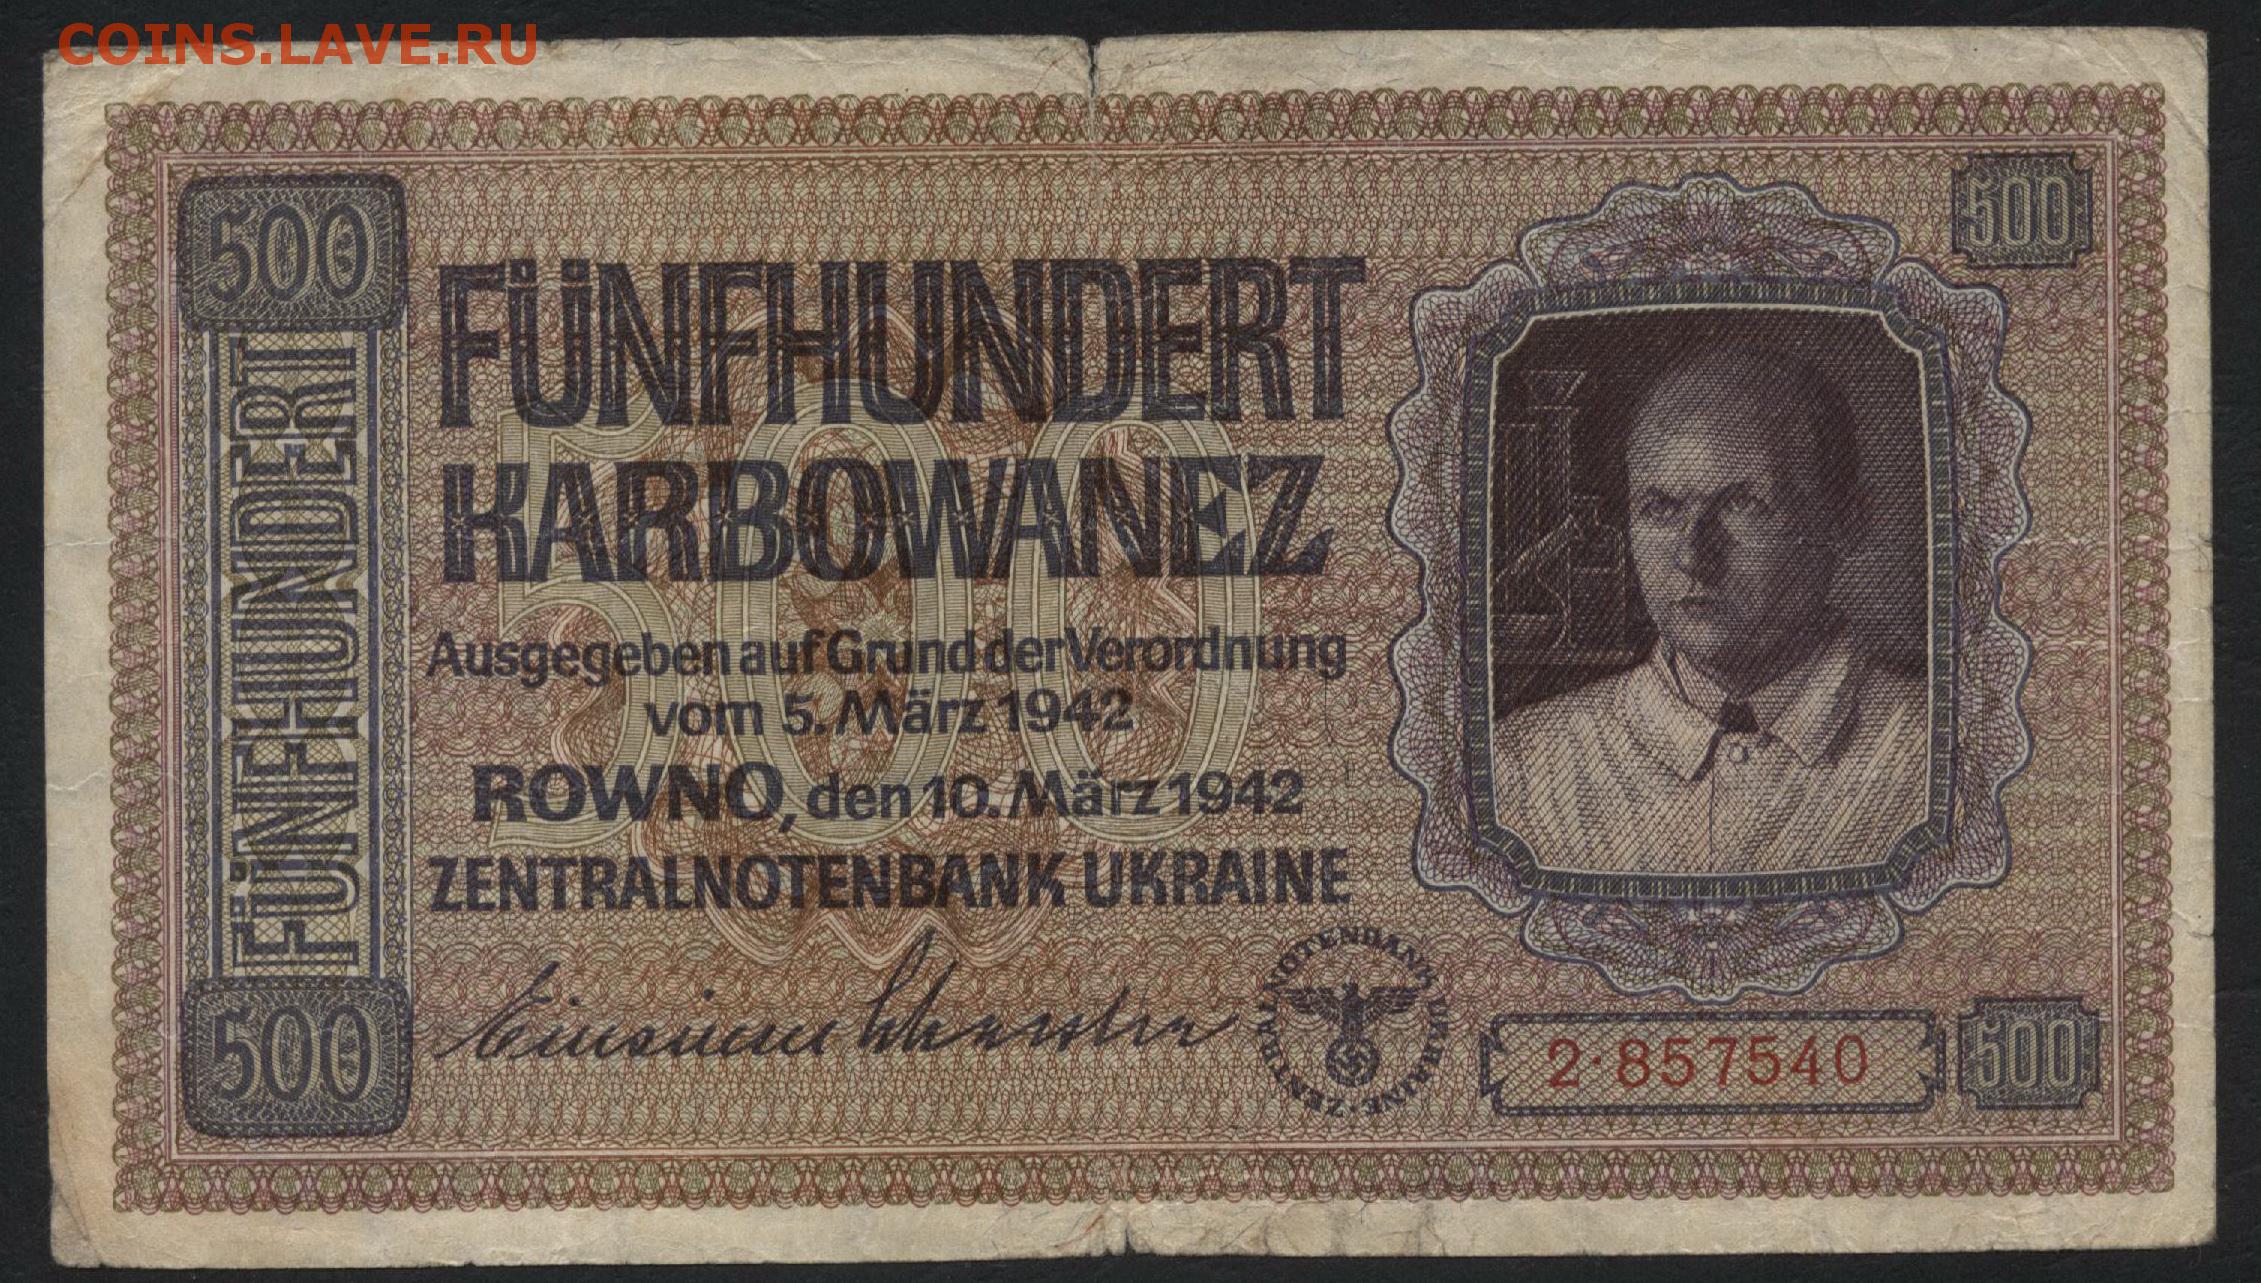 COINS.LAVE.RU
500
500
FÜNFHUNDERT
FÜNFHUNDERT
KARBOWANEZ
500
Ausgegeben auf Grund der Verordnung
vom 5. März 1942
ROWNO, den 10. März 1942
ZENTRALNOTENBANK UKRAINE
ZENTRALNOTENBANK UKRAINE
2·857540
500
500